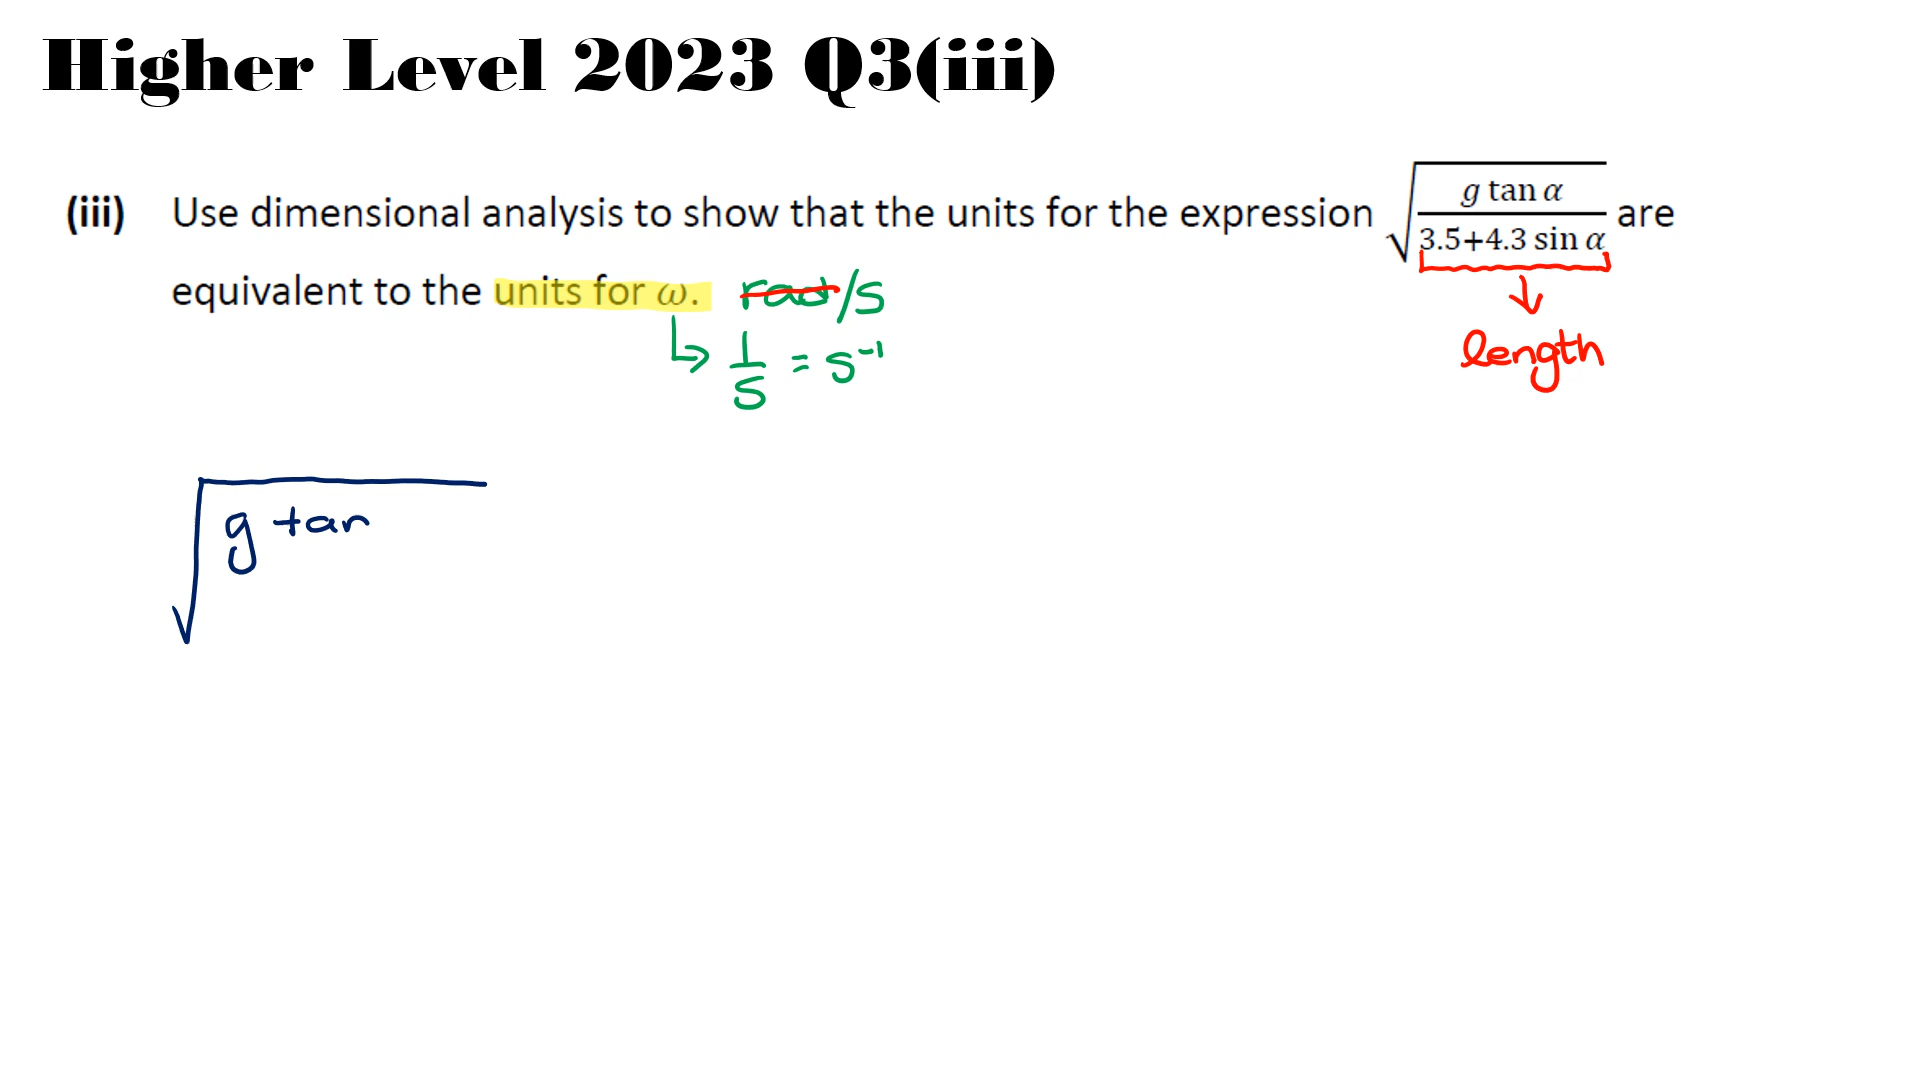 Higher Level 2023 Q3(iii)
(iii) Use dimensional analysis to show that the units for the expression √(g tan α / 3.5+4.3 sin α) are
equivalent to the units for ω. rad/s
1/s = s⁻¹
length
√g tan